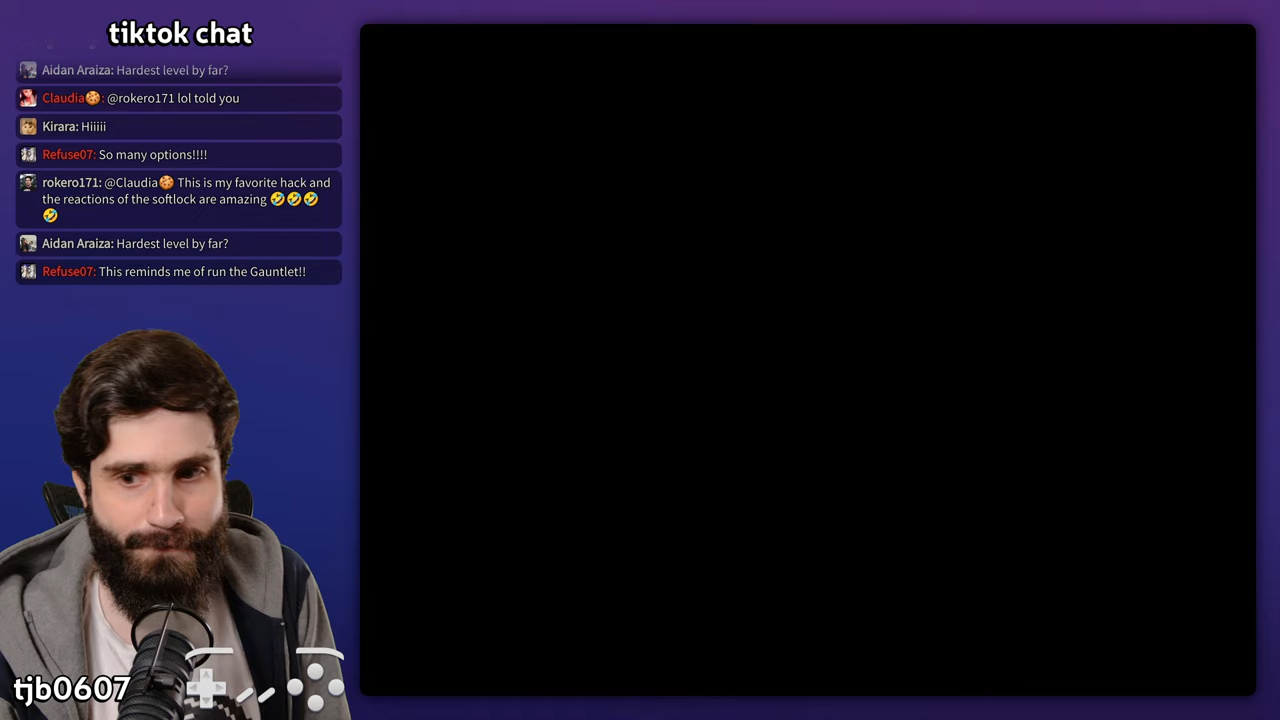 tiktok chat
Aidan Araiza: Hardest level by far?
Claudia🍪: @rokero171 lol told you
Kirara: Hiiiii
Refuse07: So many options!!!!
rokero171: @Claudia🍪 This is my favorite hack and
the reactions of the softlock are amazing 🤣🤣🤣
🤣
Aidan Araiza: Hardest level by far?
Refuse07: This reminds me of run the Gauntlet!!
tjb0607